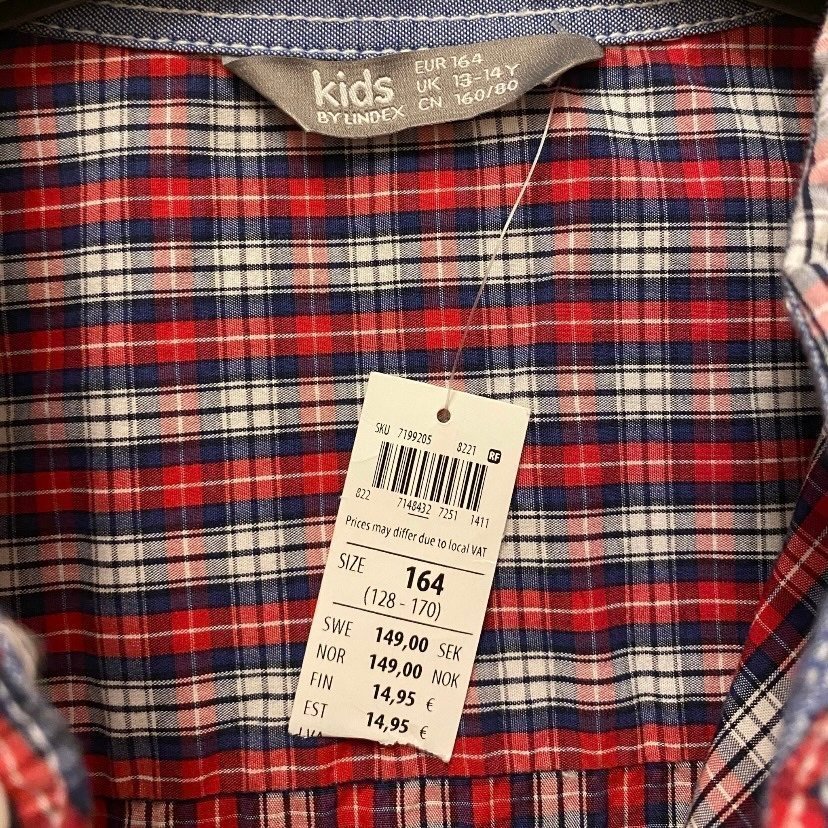 kids
BY LINDEX
EUR 164
UK 13-14Y
CN 160/80
SKU 7199205 8221 RF
822 7148432 7251 1411
Prices may differ due to local VAT
SIZE 164
(128 - 170)
SWE 149,00 SEK
NOR 149,00 NOK
FIN 14,95 €
EST 14,95 €